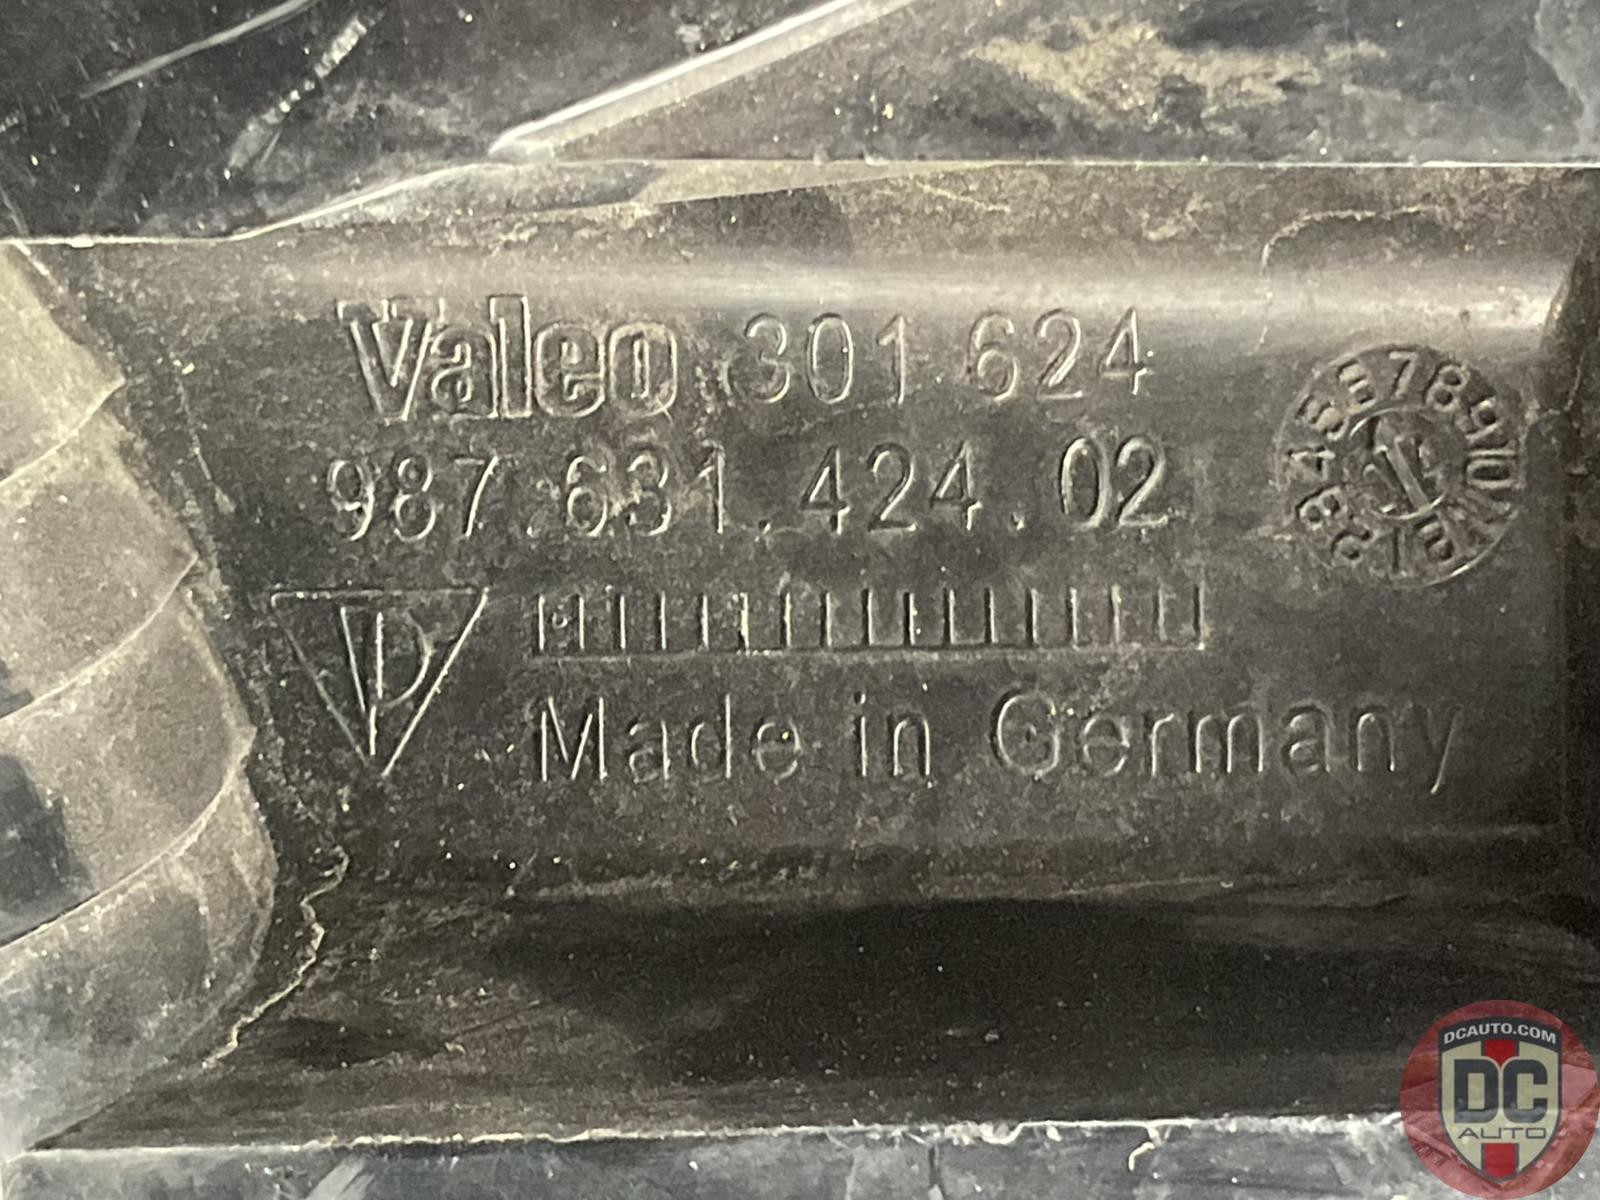 Valeo 301 624
987.631.424.02
Made in Germany
DCAUTO.COM
DC
AUTO